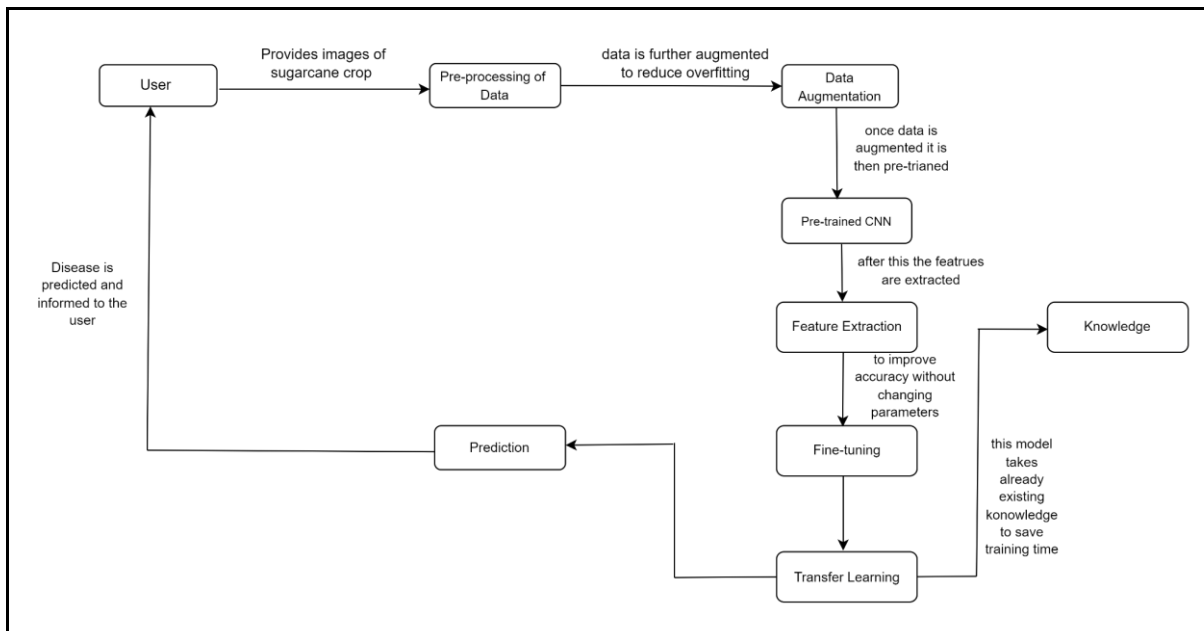 User
Provides images of
sugarcane crop
Pre-processing of
Data
data is further augmented
to reduce overfitting
Data
Augmentation
once data is
augmented it is
then pre-trianed
Pre-trained CNN
after this the featrues
are extracted
Feature Extraction
to improve
accuracy without
changing
parameters
Fine-tuning
Transfer Learning
this model
takes
already
existing
konowledge
to save
training time
Knowledge
Prediction
Disease is
predicted and
informed to the
user